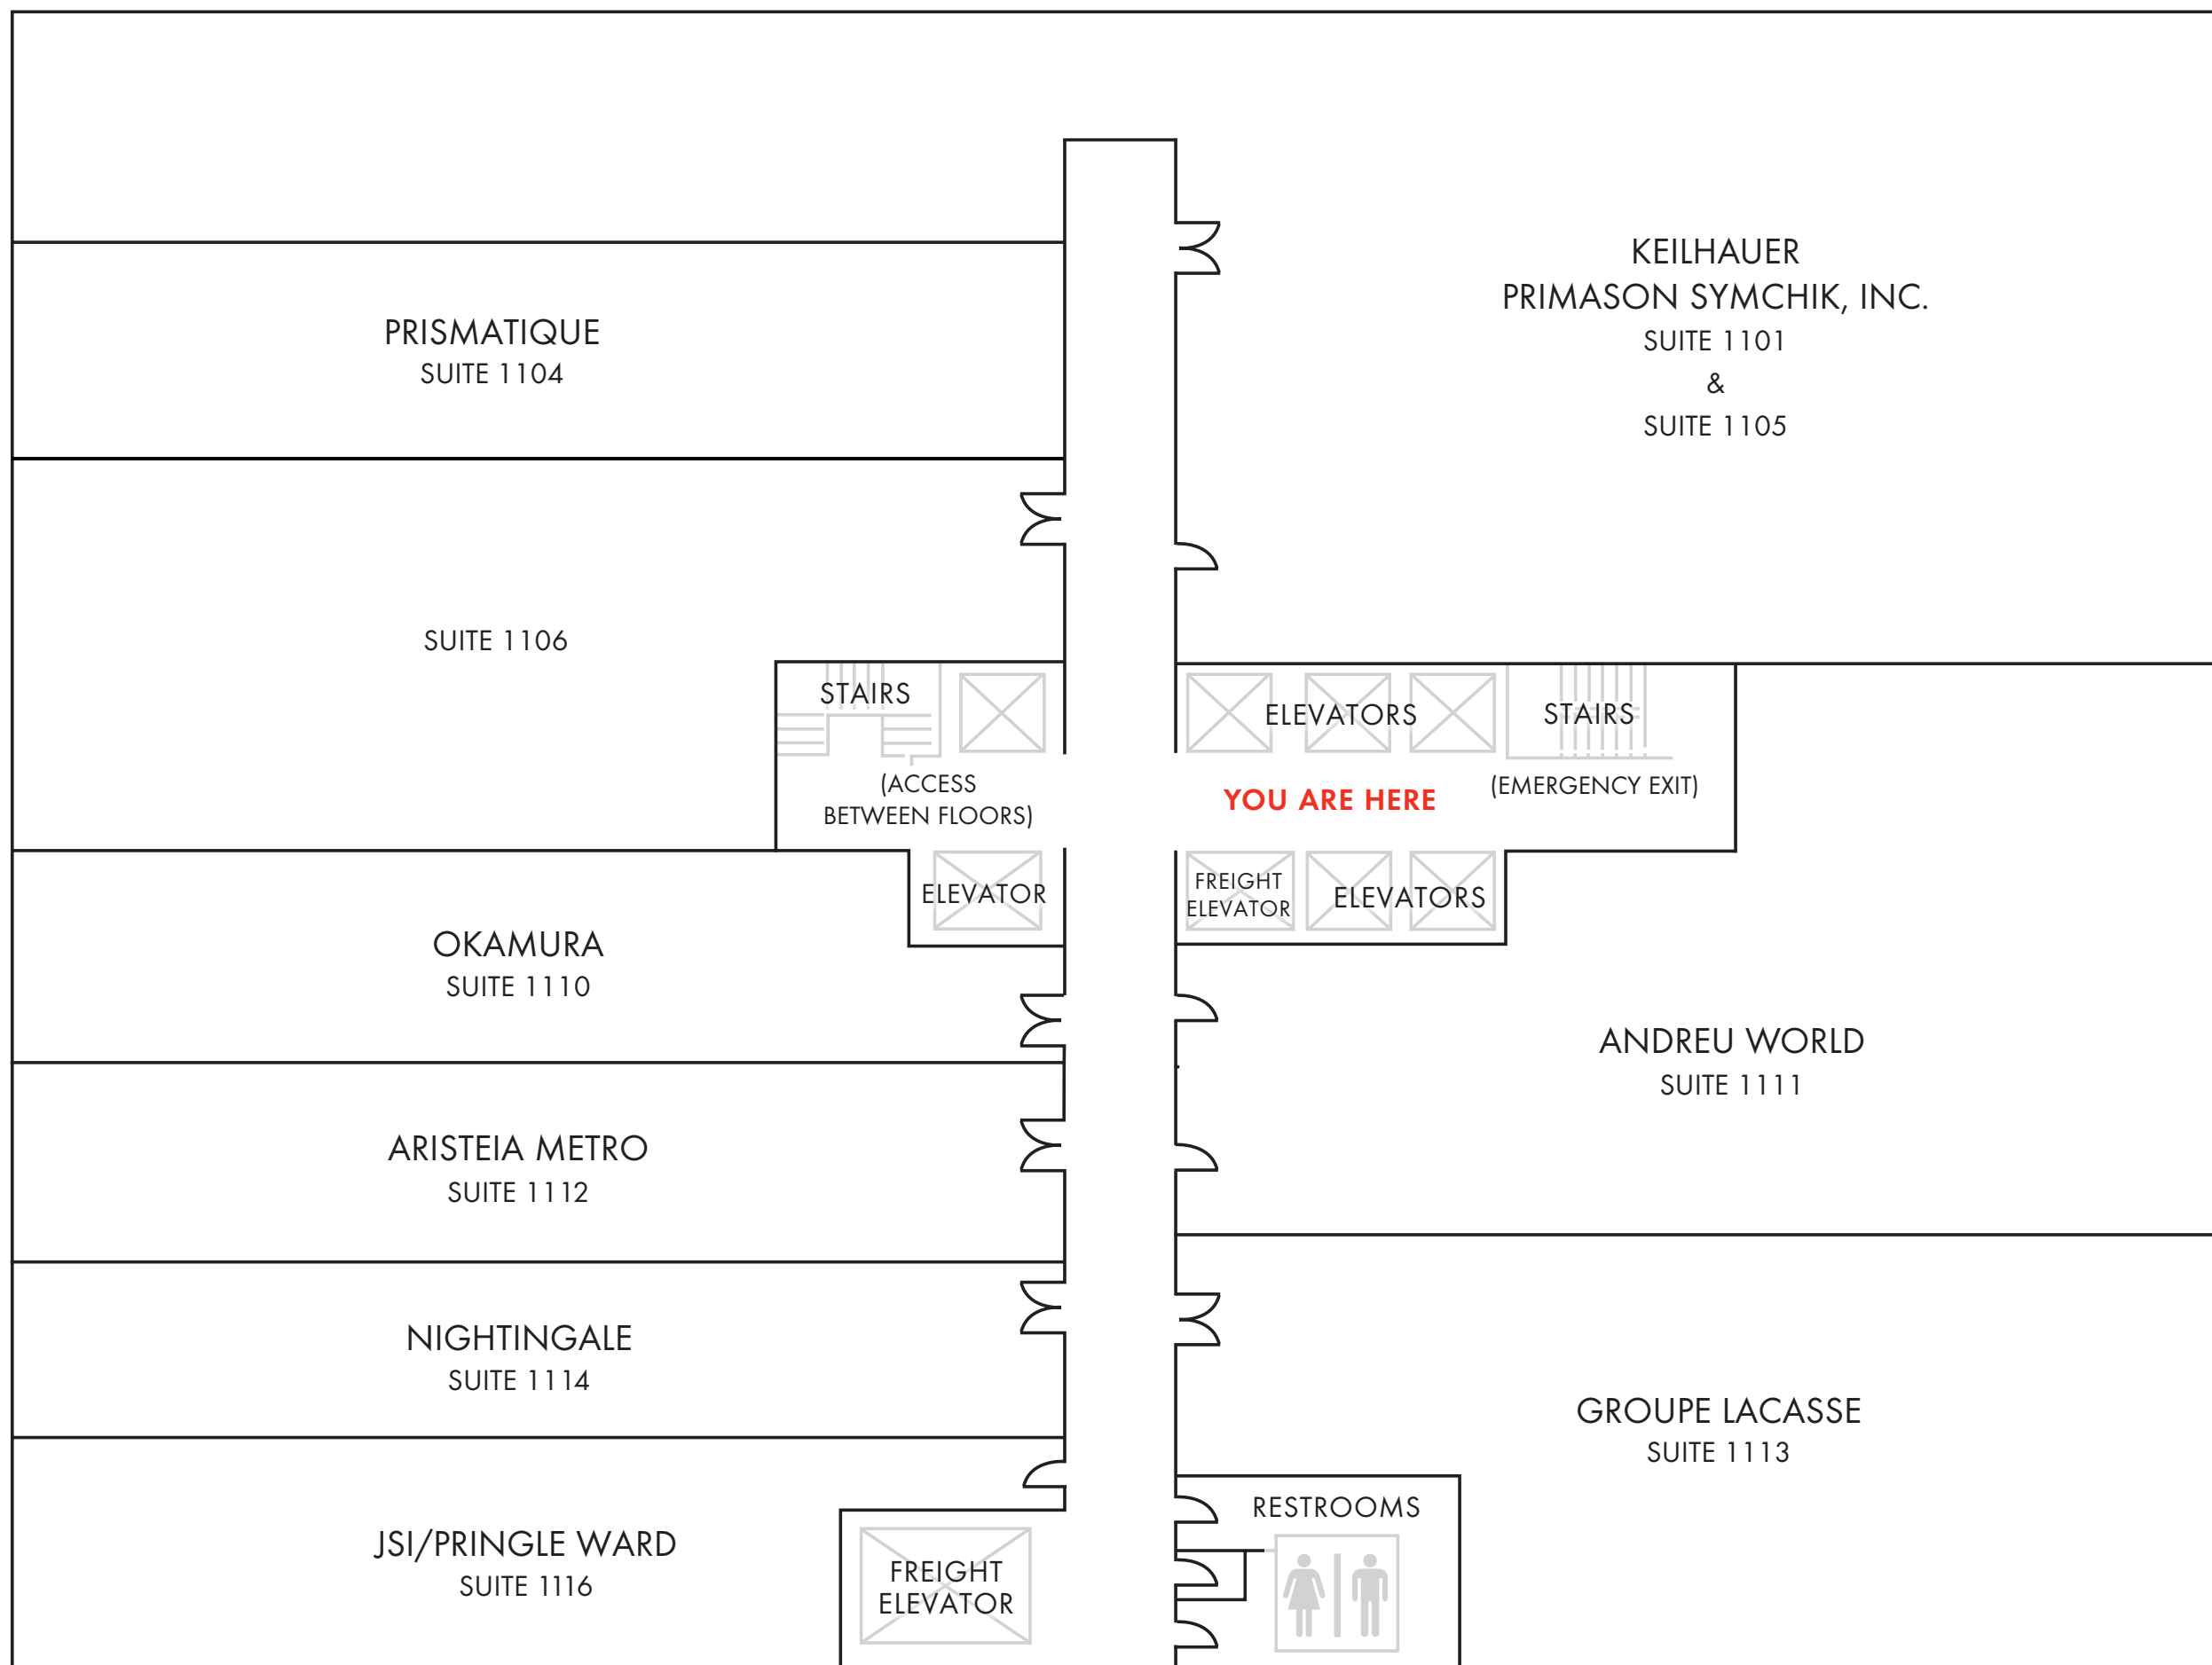 KEILHAUER
PRIMASON SYMCHIK, INC.
SUITE 1101
&
SUITE 1105
PRISMATIQUE
SUITE 1104
SUITE 1106
STAIRS
(ACCESS
BETWEEN FLOORS)
ELEVATORS
STAIRS
YOU ARE HERE
(EMERGENCY EXIT)
ELEVATOR
FREIGHT
ELEVATOR
ELEVATORS
OKAMURA
SUITE 1110
ANDREU WORLD
SUITE 1111
ARISTEIA METRO
SUITE 1112
NIGHTINGALE
SUITE 1114
GROUPE LACASSE
SUITE 1113
RESTROOMS
JSI/PRINGLE WARD
SUITE 1116
FREIGHT
ELEVATOR